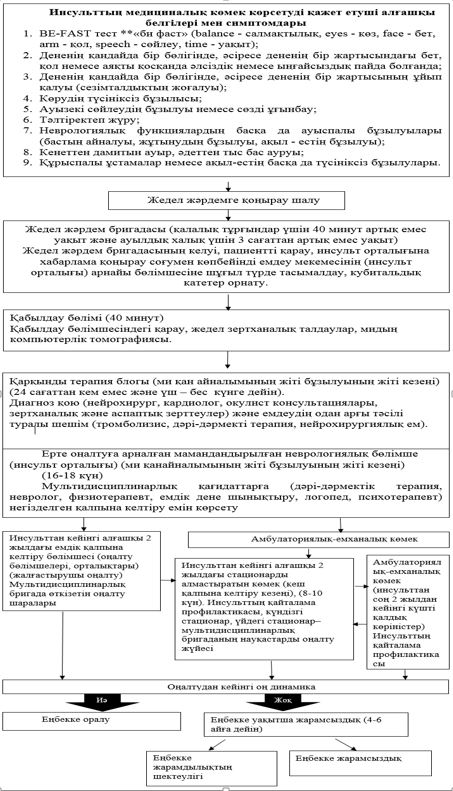 Инсульттың медициналық көмек көрсетуді қажет етуші алғашқы
белгілері мен симптомдары
1. BE-FAST тест **«би фаст» (balance - салмақтылық, eyes - көз, face - бет,
arm - қол, speech - сөйлеу, time - уақыт);
2. Дененің қандайда бір бөлігінде, әсіресе дененің бір жартысындағы бет,
қол немесе аяқты қосқанда әлсіздік немесе ыңғайсыздық пайда болғанда;
3. Дененің қандайда бір бөлігінде, әсіресе дененің бір жартысының ұйып
қалуы (сезімталдықтың жоғалуы);
4. Көрудің түсініксіз бұзылысы;
5. Ауызекі сөйлеудің бұзылуы немесе сөзді ұғынбау;
6. Тәлтіректеп жүру;
7. Неврологиялық функциялардың басқа да ауыспалы бұзылуылары
(бастың айналуы, жұтынудың бұзылуы, ақыл - естің бұзылуы);
8. Кенеттен дамитын ауыр, әдеттен тыс бас ауруы;
9. Құрыспалы ұстамалар немесе ақыл-естің басқа да түсініксіз бұзылулары.
Жедел жәрдемге қоңырау шалу
Жедел жәрдем бригадасы (қалалық тұрғындар үшін 40 минут артық емес
уақыт және ауылдық халық үшін 3 сағаттан артық емес уақыт)
Жедел жәрдем бригадасының келуі, пациентті қарау, инсульт орталығына
хабарлама қоңырау соғумен көпбейінді емдеу мекемесінің (инсульт
орталығы) арнайы бөлімшесіне шұғыл түрде тасымалдау, кубитальдық
катетер орнату.
Қабылдау бөлімі (40 минут)
Қабылдау бөлімшесіндегі қарау, жедел зертханалық талдаулар, мидың
компьютерлік томографиясы.
Қарқынды терапия блогы (ми қан айналымының жіті бұзылуының жіті кезеңі)
(24 сағаттан кем емес және үш – бес күнге дейін).
Диагноз қою (нейрохирург, кардиолог, окулист консультациялары,
зертханалық және аспаптық зерттеулер) және емдеудің одан арғы тәсілі
туралы шешім (тромболизис, дәрі-дәрмекті терапия, нейрохирургиялық ем).
Ерте оңалтуға арналған мамандандырылған неврологиялық бөлімше
(инсульт орталығы) (ми қанайналымының жіті бұзылуының жіті кезеңі)
(16-18 күн)
Мультидисциплинарлық қағидаттарға (дәрі-дәрмектік терапия,
невролог, физиотерапевт, емдік дене шынықтыру, логопед, психотерапевт)
негізделген қалпына келтіру емін көрсету
Инсульттан кейінгі алғашқы 2
жылдағы емдік қалпына
келтіру бөлімшесі (оңалту
бөлімшелері, орталықтары)
(жалғастырушы оңалту)
Мультидисциплинарлық
бригада өткізетін оңалту
шаралары
Амбулаториялық-емханалық көмек
Инсульттан кейінгі алғашқы 2
жылдағы стационарды
алмастыратын көмек (кеш
қалпына келтіру кезеңі), (8-10
күн). Инсульттың қайталама
профилактикасы, күндізгі
стационар, үйдегі стационар–
мультидисциплинарлық
бригаданың науқастарды оңалту
жүйесі
Амбулаториял
ық-емханалық
көмек
(инсульттан
соң 2 жылдан
кейінгі күшті
қалдық
көріністер)
Инсульттың
қайталама
профилактика
сы
Оңалтудан кейінгі оң динамика
Иә
Жоқ
Еңбекке оралу
Еңбекке уақытша жарамсыздық (4-6
айға дейін)
Еңбекке
жарамдылықтың
шектеулігі
Еңбекке жарамсыздық